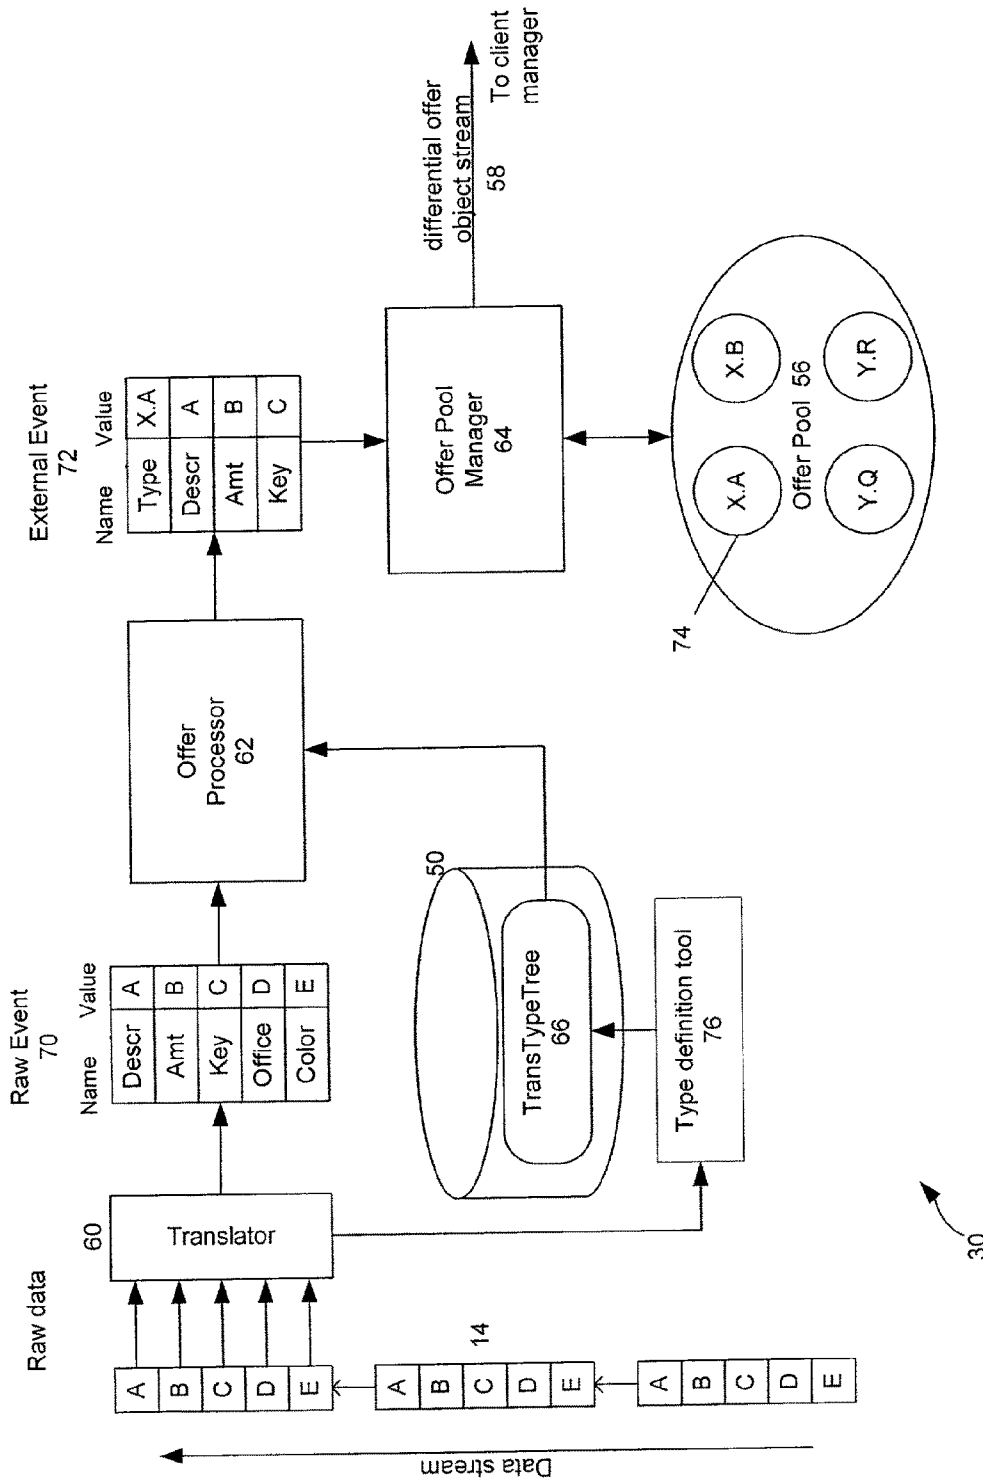 Raw data
Data stream
A
B
C
D
E
14
A
B
C
D
E
A
B
C
D
E
60
Translator
Raw Event
70
Name Value
Descr A
Amt B
Key C
Office D
Color E
50
TransTypeTree
66
Type definition tool
76
Offer
Processor
62
External Event
72
Name Value
Type X.A
Descr A
Amt B
Key C
Offer Pool
Manager
64
differential offer
object stream
58
To client
manager
74
X.A
X.B
Offer Pool 56
Y.Q
Y.R
30